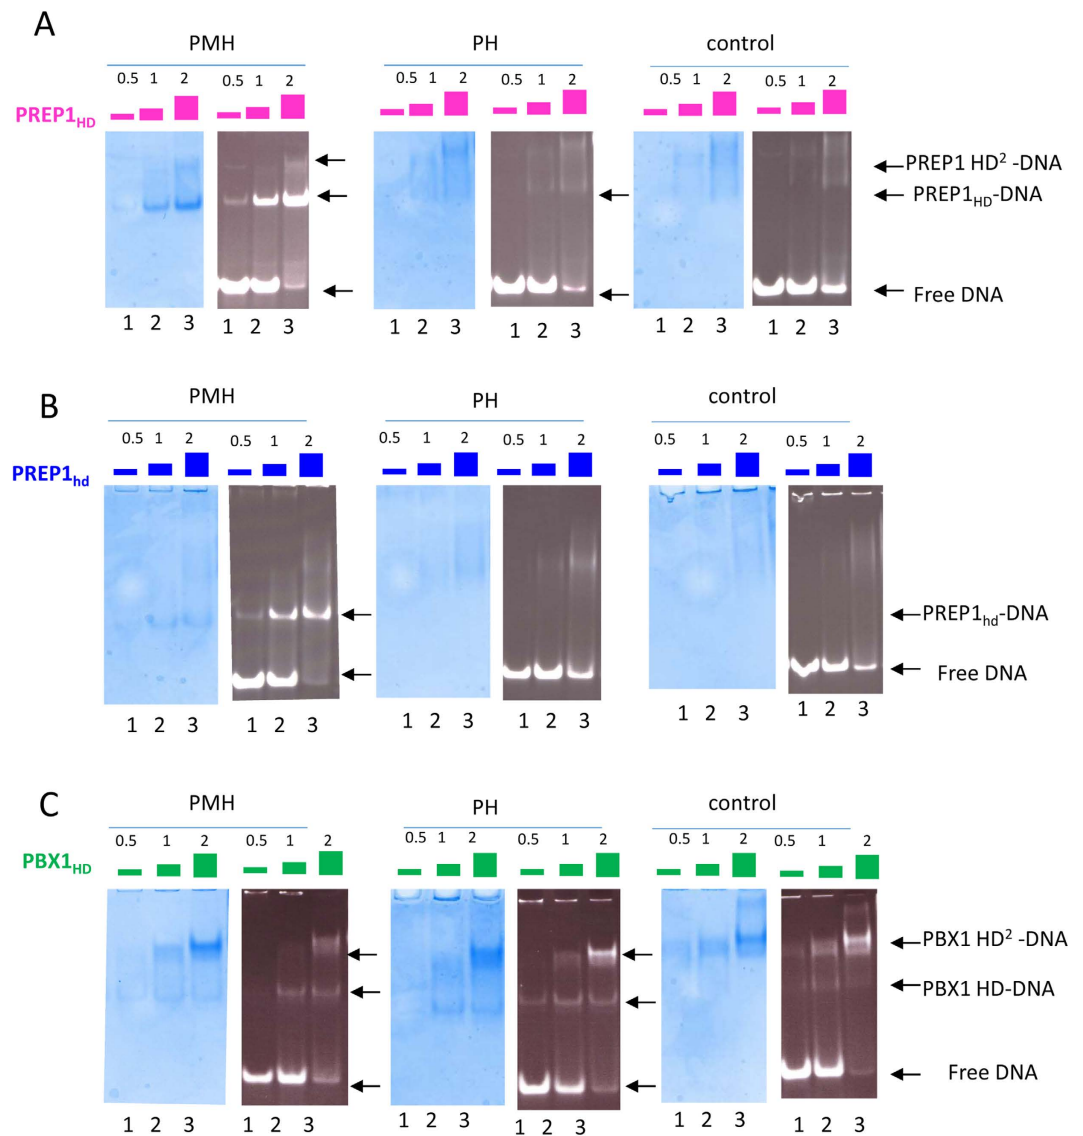 A
PMH PH control
0.5 1 2 0.5 1 2 0.5 1 2 0.5 1 2 0.5 1 2 0.5 1 2
PREP1HD
PREP1 HD2 -DNA
PREP1HD-DNA
Free DNA
1 2 3 1 2 3 1 2 3 1 2 3 1 2 3 1 2 3
B
PMH PH control
0.5 1 2 0.5 1 2 0.5 1 2 0.5 1 2 0.5 1 2 0.5 1 2
PREP1hd
PREP1hd-DNA
Free DNA
1 2 3 1 2 3 1 2 3 1 2 3 1 2 3 1 2 3
C
PMH PH control
0.5 1 2 0.5 1 2 0.5 1 2 0.5 1 2 0.5 1 2 0.5 1 2
PBX1HD
PBX1 HD2 -DNA
PBX1 HD-DNA
Free DNA
1 2 3 1 2 3 1 2 3 1 2 3 1 2 3 1 2 3